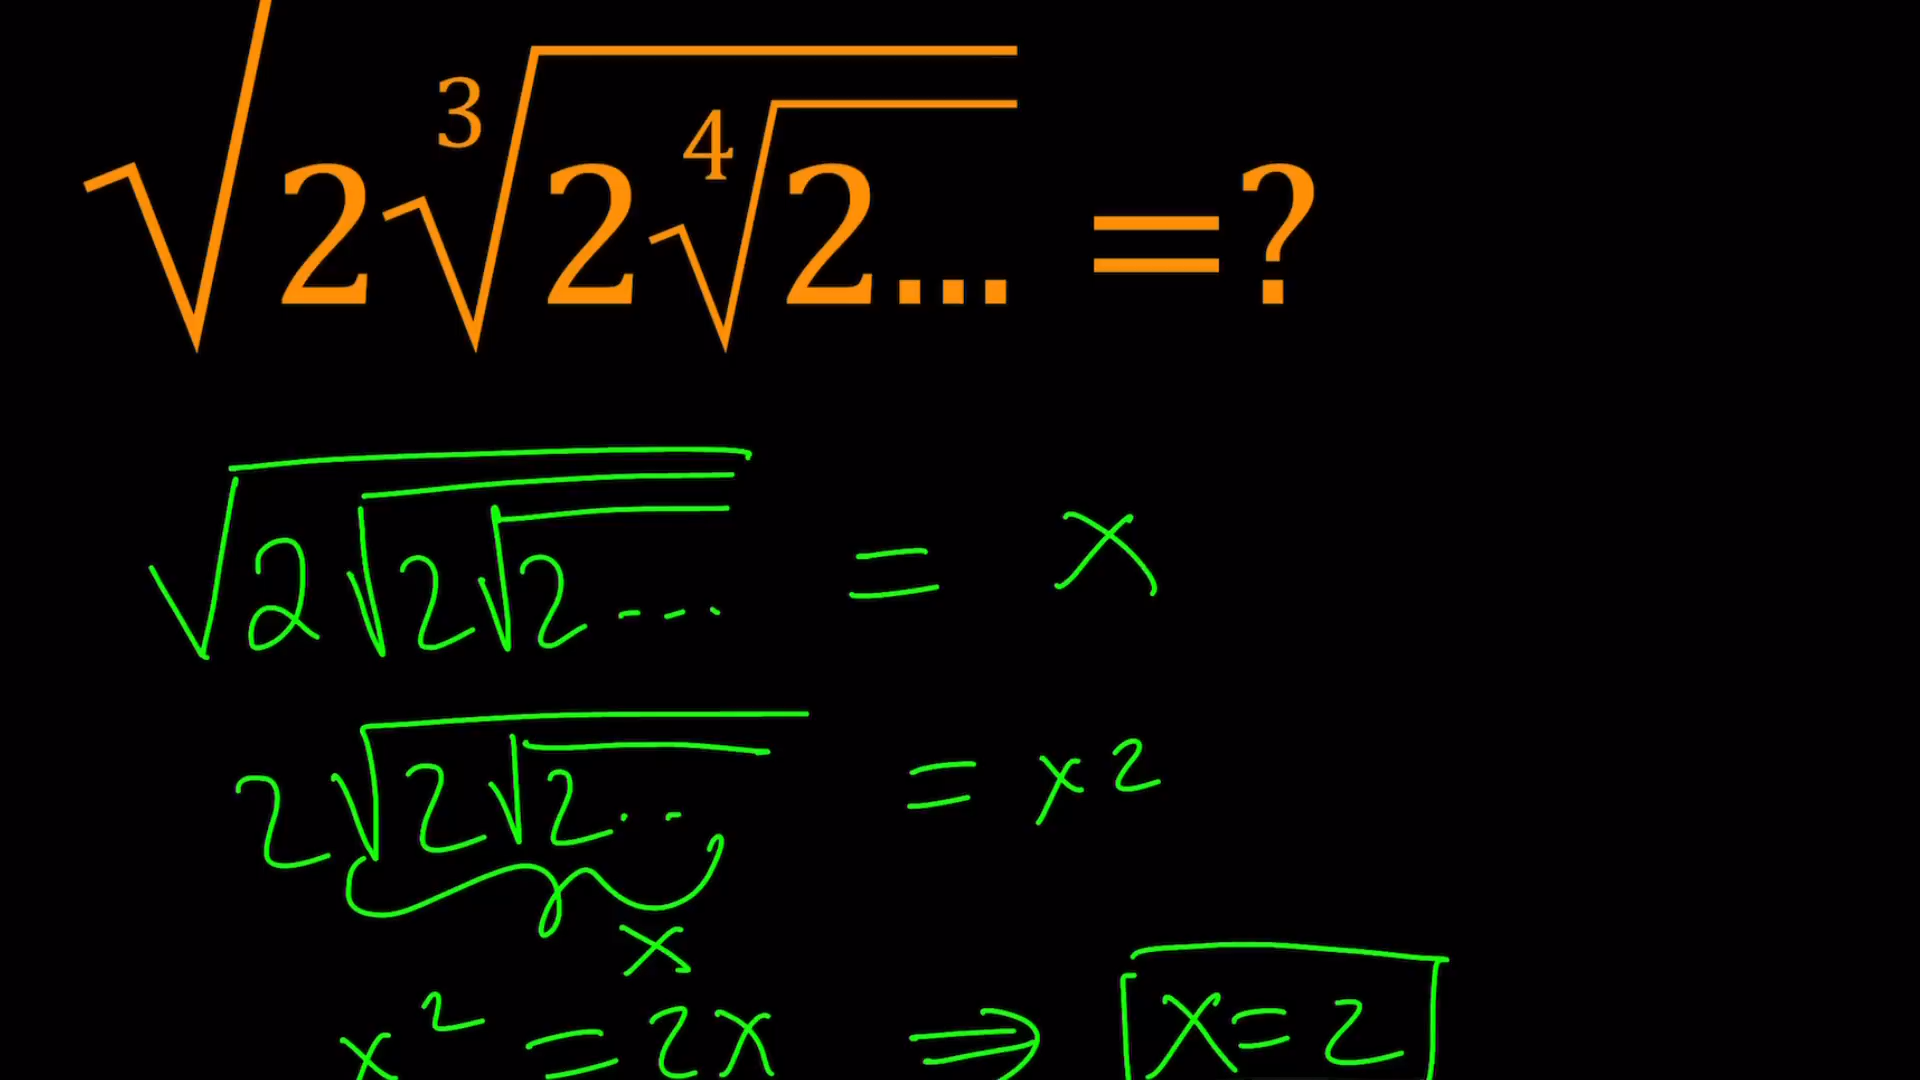 √2∛2∜2... =?
√2√2√2... = x
2√2√2... = x²
x
x² = 2x ⇒ x = 2